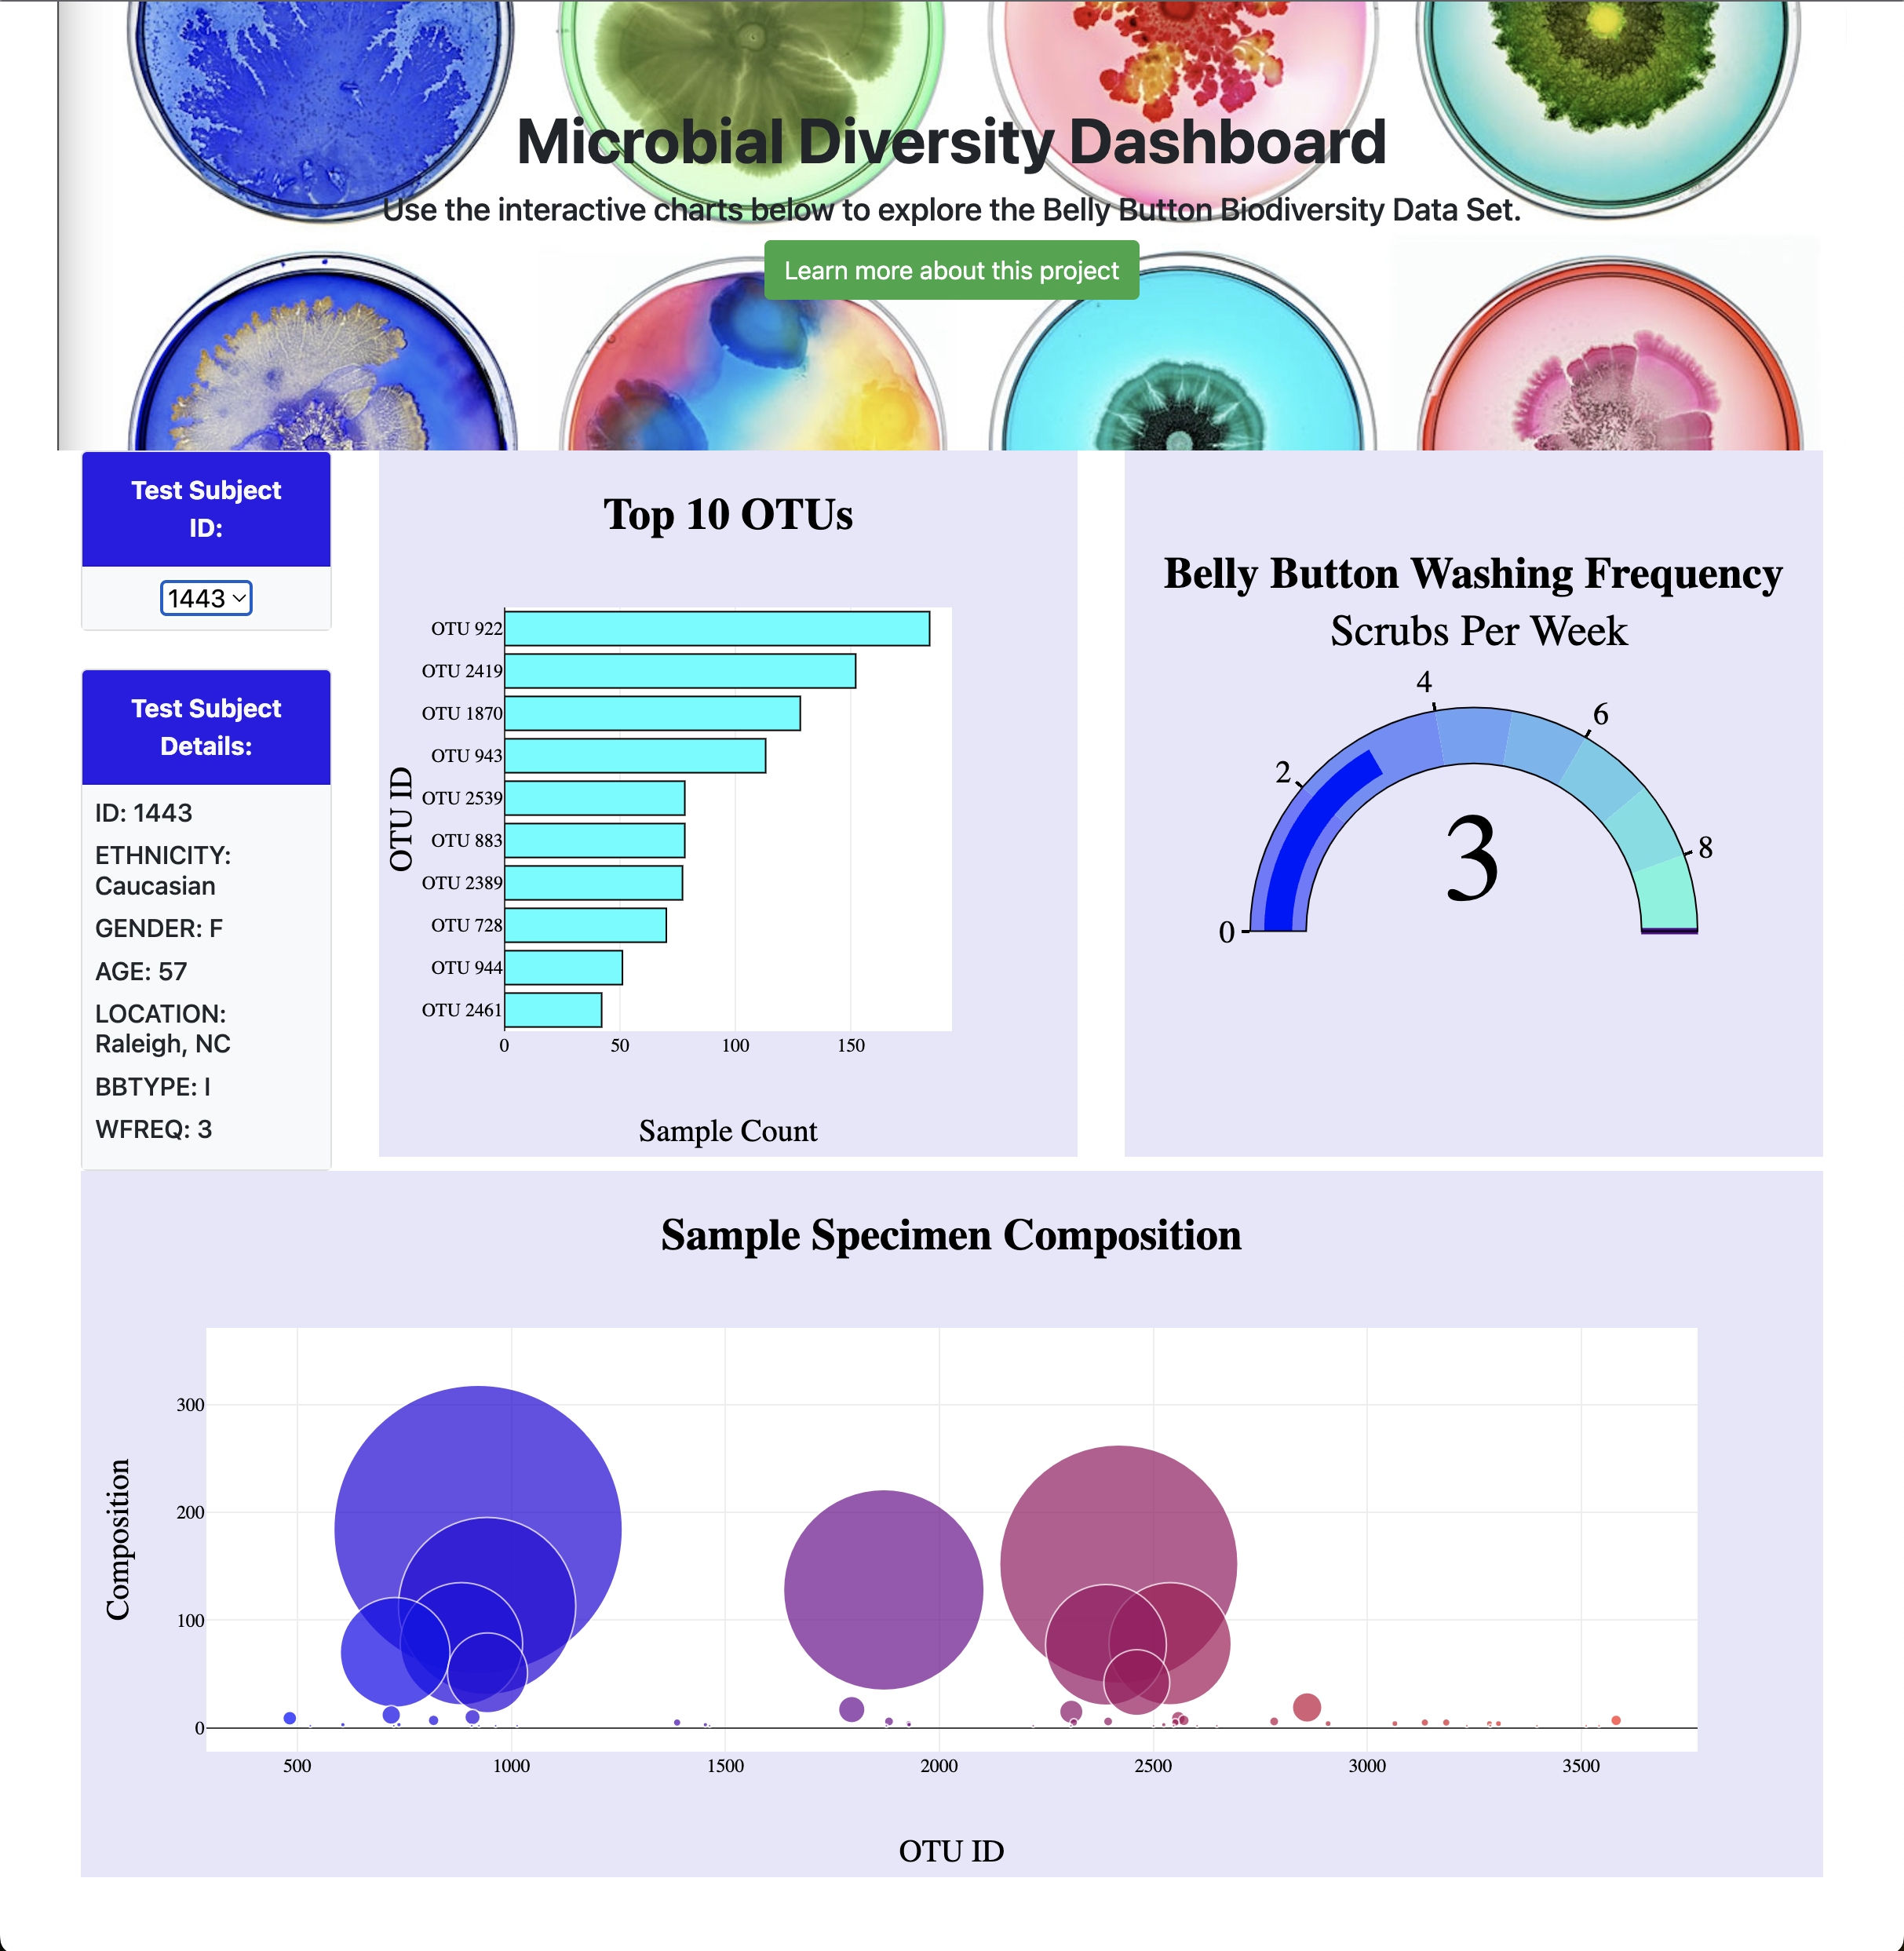 Microbial Diversity Dashboard
Use the interactive charts below to explore the Belly Button Biodiversity Data Set.
Learn more about this project
Test Subject
ID:
1443
Test Subject
Details:
ID: 1443
ETHNICITY:
Caucasian
GENDER: F
AGE: 57
LOCATION:
Raleigh, NC
BBTYPE: I
WFREQ: 3
Top 10 OTUs
OTU ID
OTU 922
OTU 2419
OTU 1870
OTU 943
OTU 2539
OTU 883
OTU 2389
OTU 728
OTU 944
OTU 2461
0 50 100 150
Sample Count
Belly Button Washing Frequency
Scrubs Per Week
0
2
4
6
8
3
Sample Specimen Composition
Composition
300
200
100
0
500 1000 1500 2000 2500 3000 3500
OTU ID